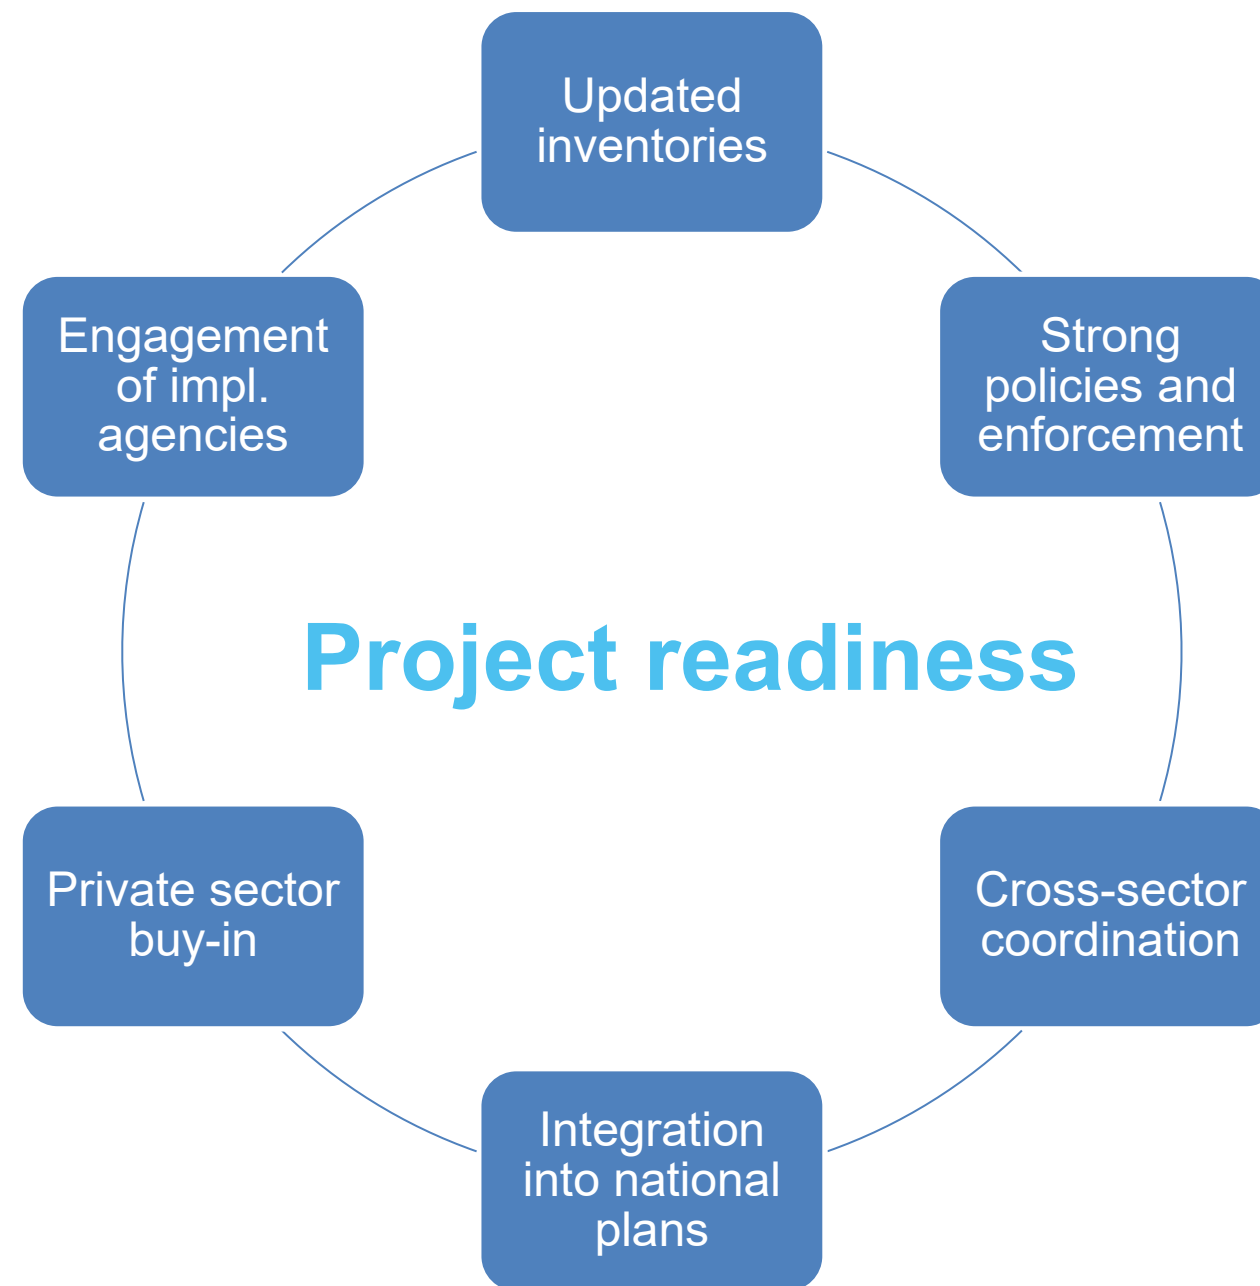 Updated
inventories
Strong
policies and
enforcement
Cross-sector
coordination
Integration
into national
plans
Private sector
buy-in
Engagement
of impl.
agencies
Project readiness